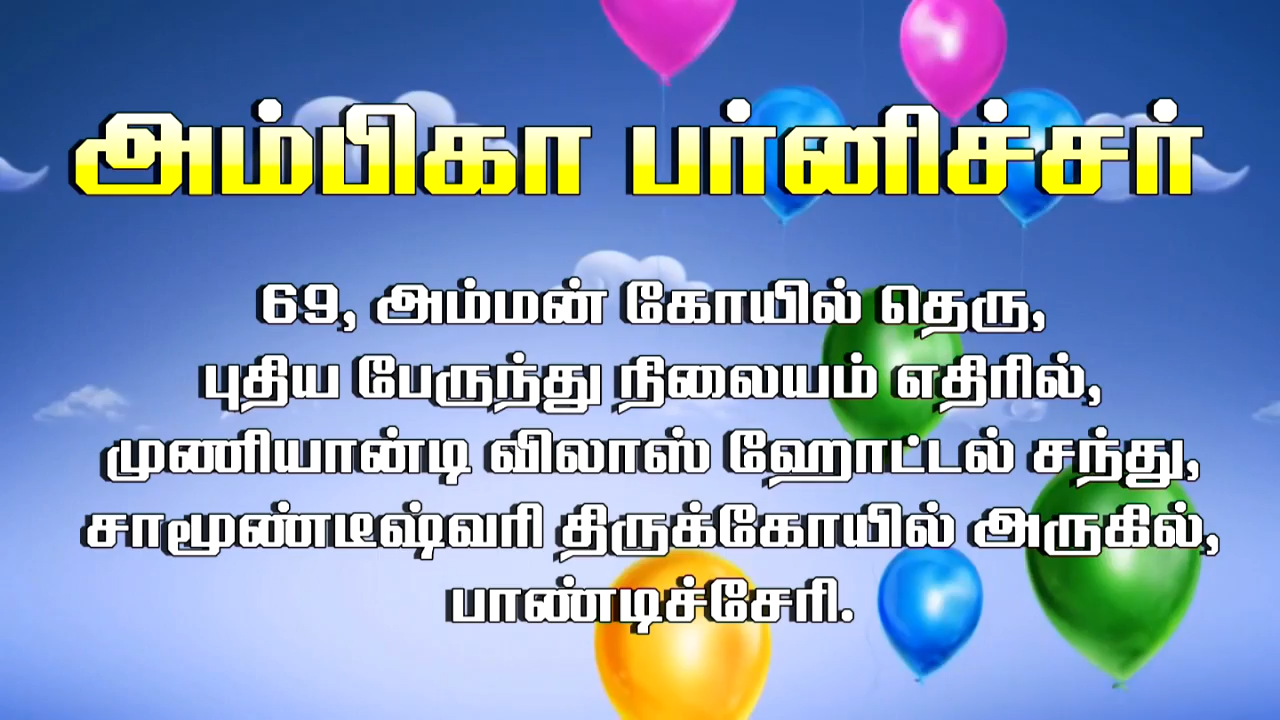 அம்பிகா பர்னிச்சர்
69, அம்மன் கோயில் தெரு,
புதிய பேருந்து நிலையம் எதிரில்,
முணியாண்டி விலாஸ் ஹோட்டல் சந்து,
சாமூண்டீஷ்வரி திருக்கோயில் அருகில்,
பாண்டிச்சேரி.